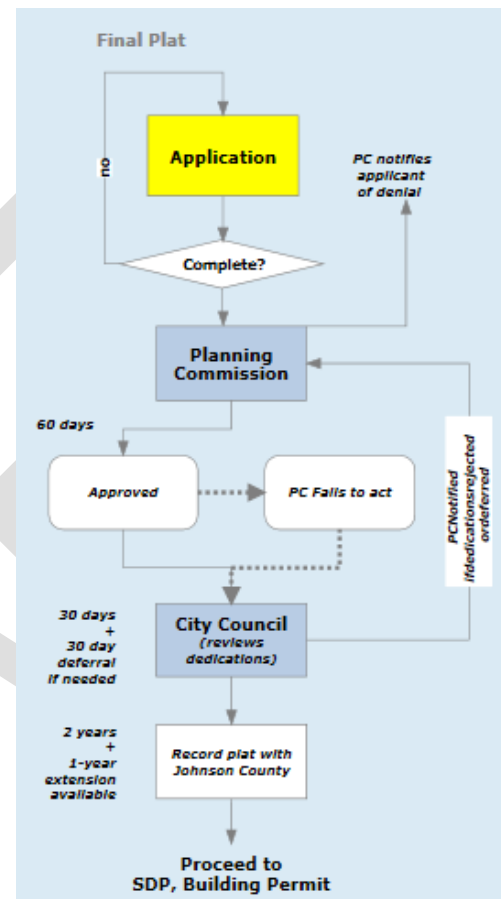 Final Plat
no
Application
PC notifies
applicant
of denial
Complete?
Planning
Commission
60 days
Approved
PC Fails to act
PCNotified
ifdedicationsrejected
ordeferred
30 days
+
30 day
deferral
if needed
City Council
(reviews
dedications)
2 years
+
1-year
extension
available
Record plat with
Johnson County
Proceed to
SDP, Building Permit